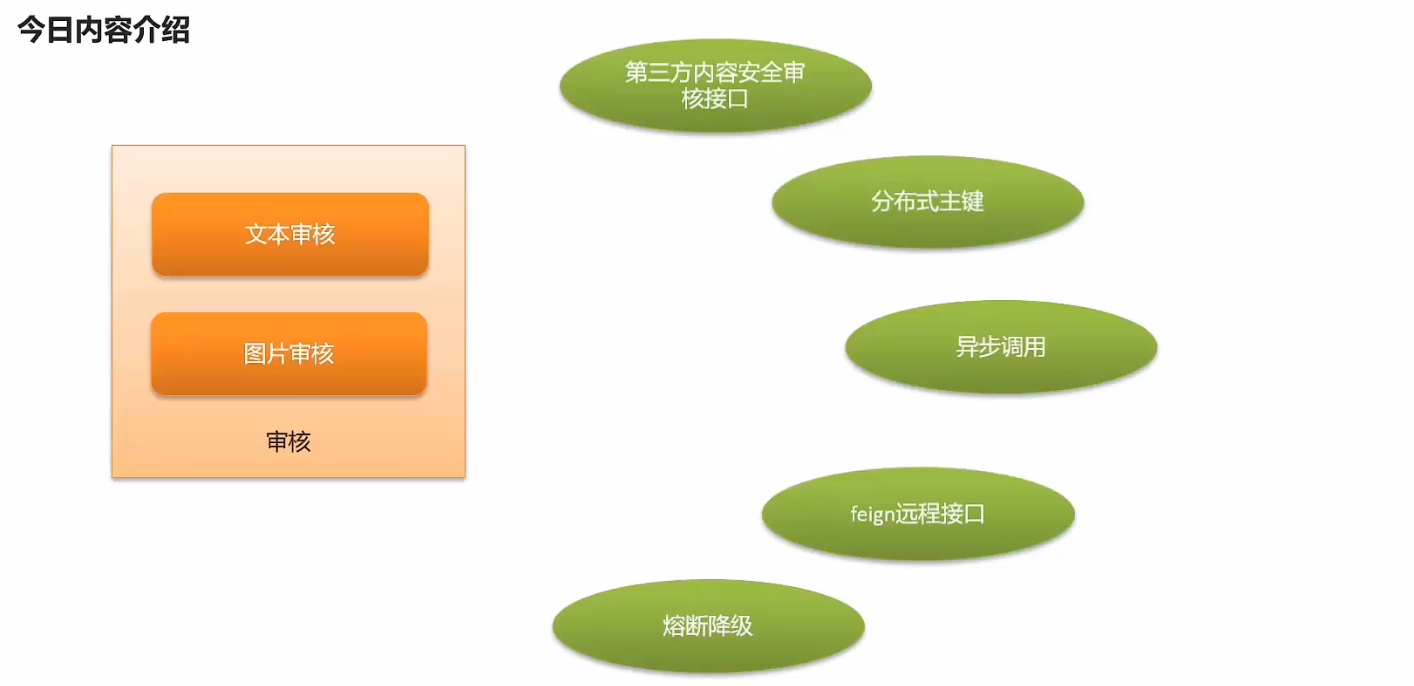 今日内容介绍
第三方内容安全审
核接口
分布式主键
文本审核
异步调用
图片审核
审核
feign远程接口
熔断降级